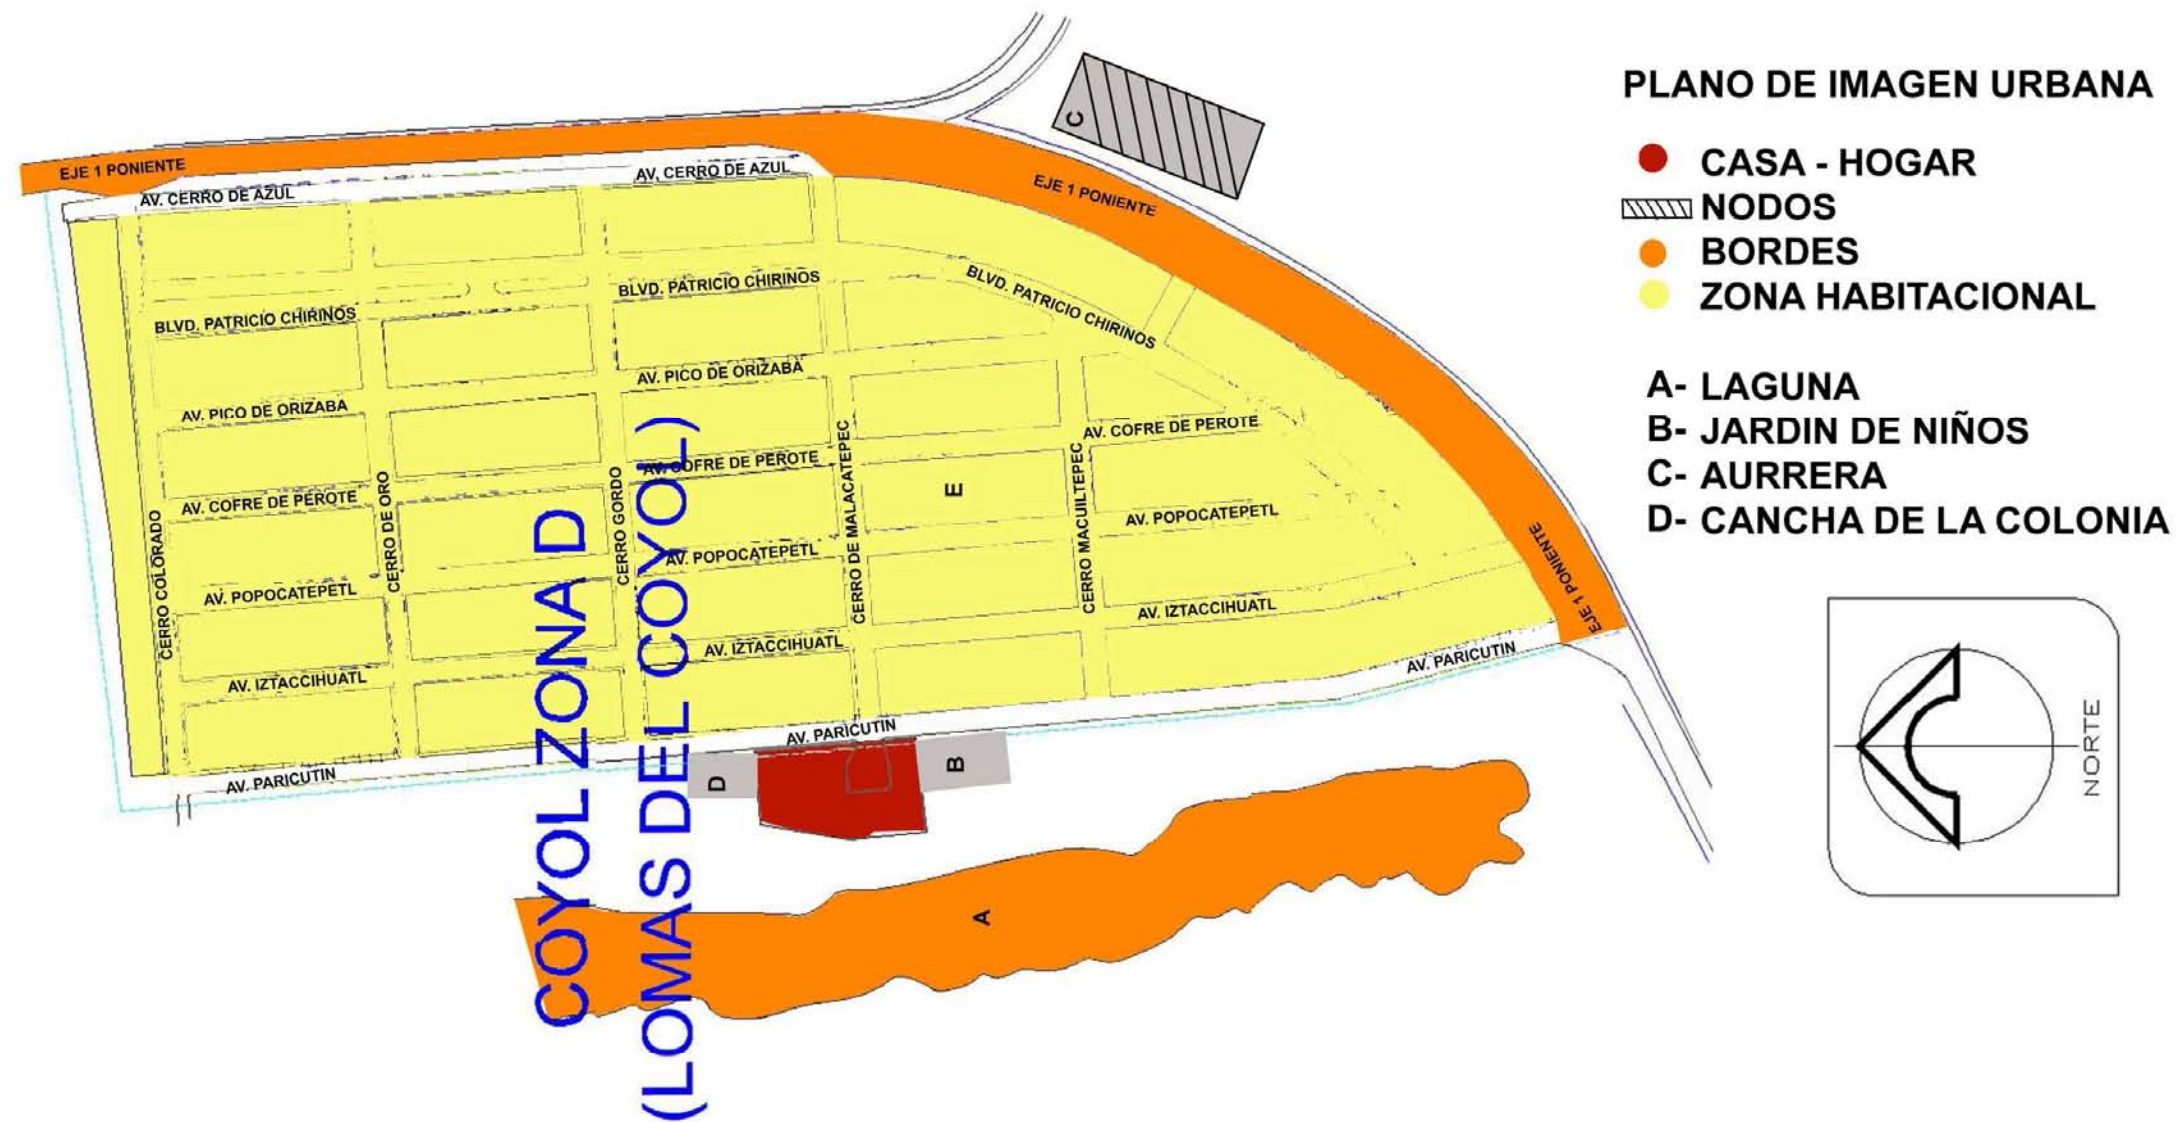 EJE 1 PONIENTE
AV. CERRO DE AZUL
AV. CERRO DE AZUL
EJE 1 PONIENTE
C
BLVD. PATRICIO CHIRINOS
BLVD. PATRICIO CHIRINOS
BLVD. PATRICIO CHIRINOS
AV. PICO DE ORIZABA
AV. PICO DE ORIZABA
AV. COFRE DE PEROTE
AV. COFRE DE PEROTE
AV. COFRE DE PEROTE
CERRO COLORADO
CERRO DE ORO
CERRO GORDO
CERRO DE MALACATEPEC
CERRO MACUILTEPEC
E
AV. POPOCATEPETL
AV. POPOCATEPETL
AV. POPOCATEPETL
EJE 1 PONIENTE
AV. IZTACCIHUATL
AV. IZTACCIHUATL
AV. IZTACCIHUATL
AV. PARICUTIN
AV. PARICUTIN
AV. PARICUTIN
D
B
A
COYOL ZONA D
(LOMAS DEL COYOL)
PLANO DE IMAGEN URBANA
CASA - HOGAR
NODOS
BORDES
ZONA HABITACIONAL
A- LAGUNA
B- JARDIN DE NIÑOS
C- AURRERA
D- CANCHA DE LA COLONIA
NORTE